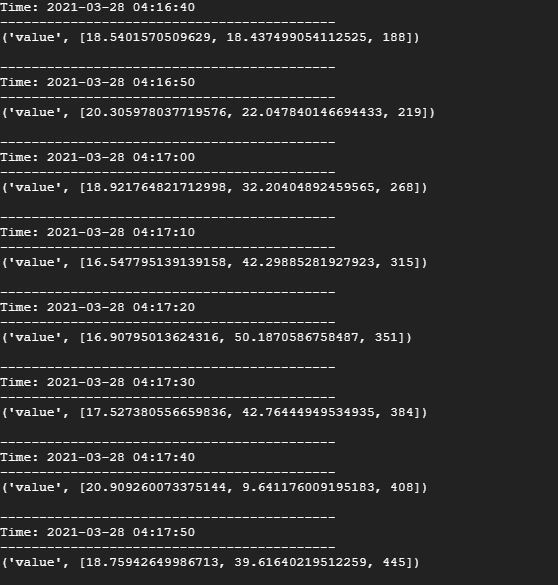 Time: 2021-03-28 04:16:40
-------------------------------------------
('value', [18.5401570509629, 18.437499054112525, 188])
-------------------------------------------
Time: 2021-03-28 04:16:50
-------------------------------------------
('value', [20.305978037719576, 22.047840146694433, 219])
-------------------------------------------
Time: 2021-03-28 04:17:00
-------------------------------------------
('value', [18.921764821712998, 32.20404892459565, 268])
-------------------------------------------
Time: 2021-03-28 04:17:10
-------------------------------------------
('value', [16.547795139139158, 42.29885281927923, 315])
-------------------------------------------
Time: 2021-03-28 04:17:20
-------------------------------------------
('value', [16.90795013624316, 50.1870586758487, 351])
-------------------------------------------
Time: 2021-03-28 04:17:30
-------------------------------------------
('value', [17.527380556659836, 42.76444949534935, 384])
-------------------------------------------
Time: 2021-03-28 04:17:40
-------------------------------------------
('value', [20.909260073375144, 9.641176009195183, 408])
-------------------------------------------
Time: 2021-03-28 04:17:50
-------------------------------------------
('value', [18.75942649986713, 39.61640219512259, 445])